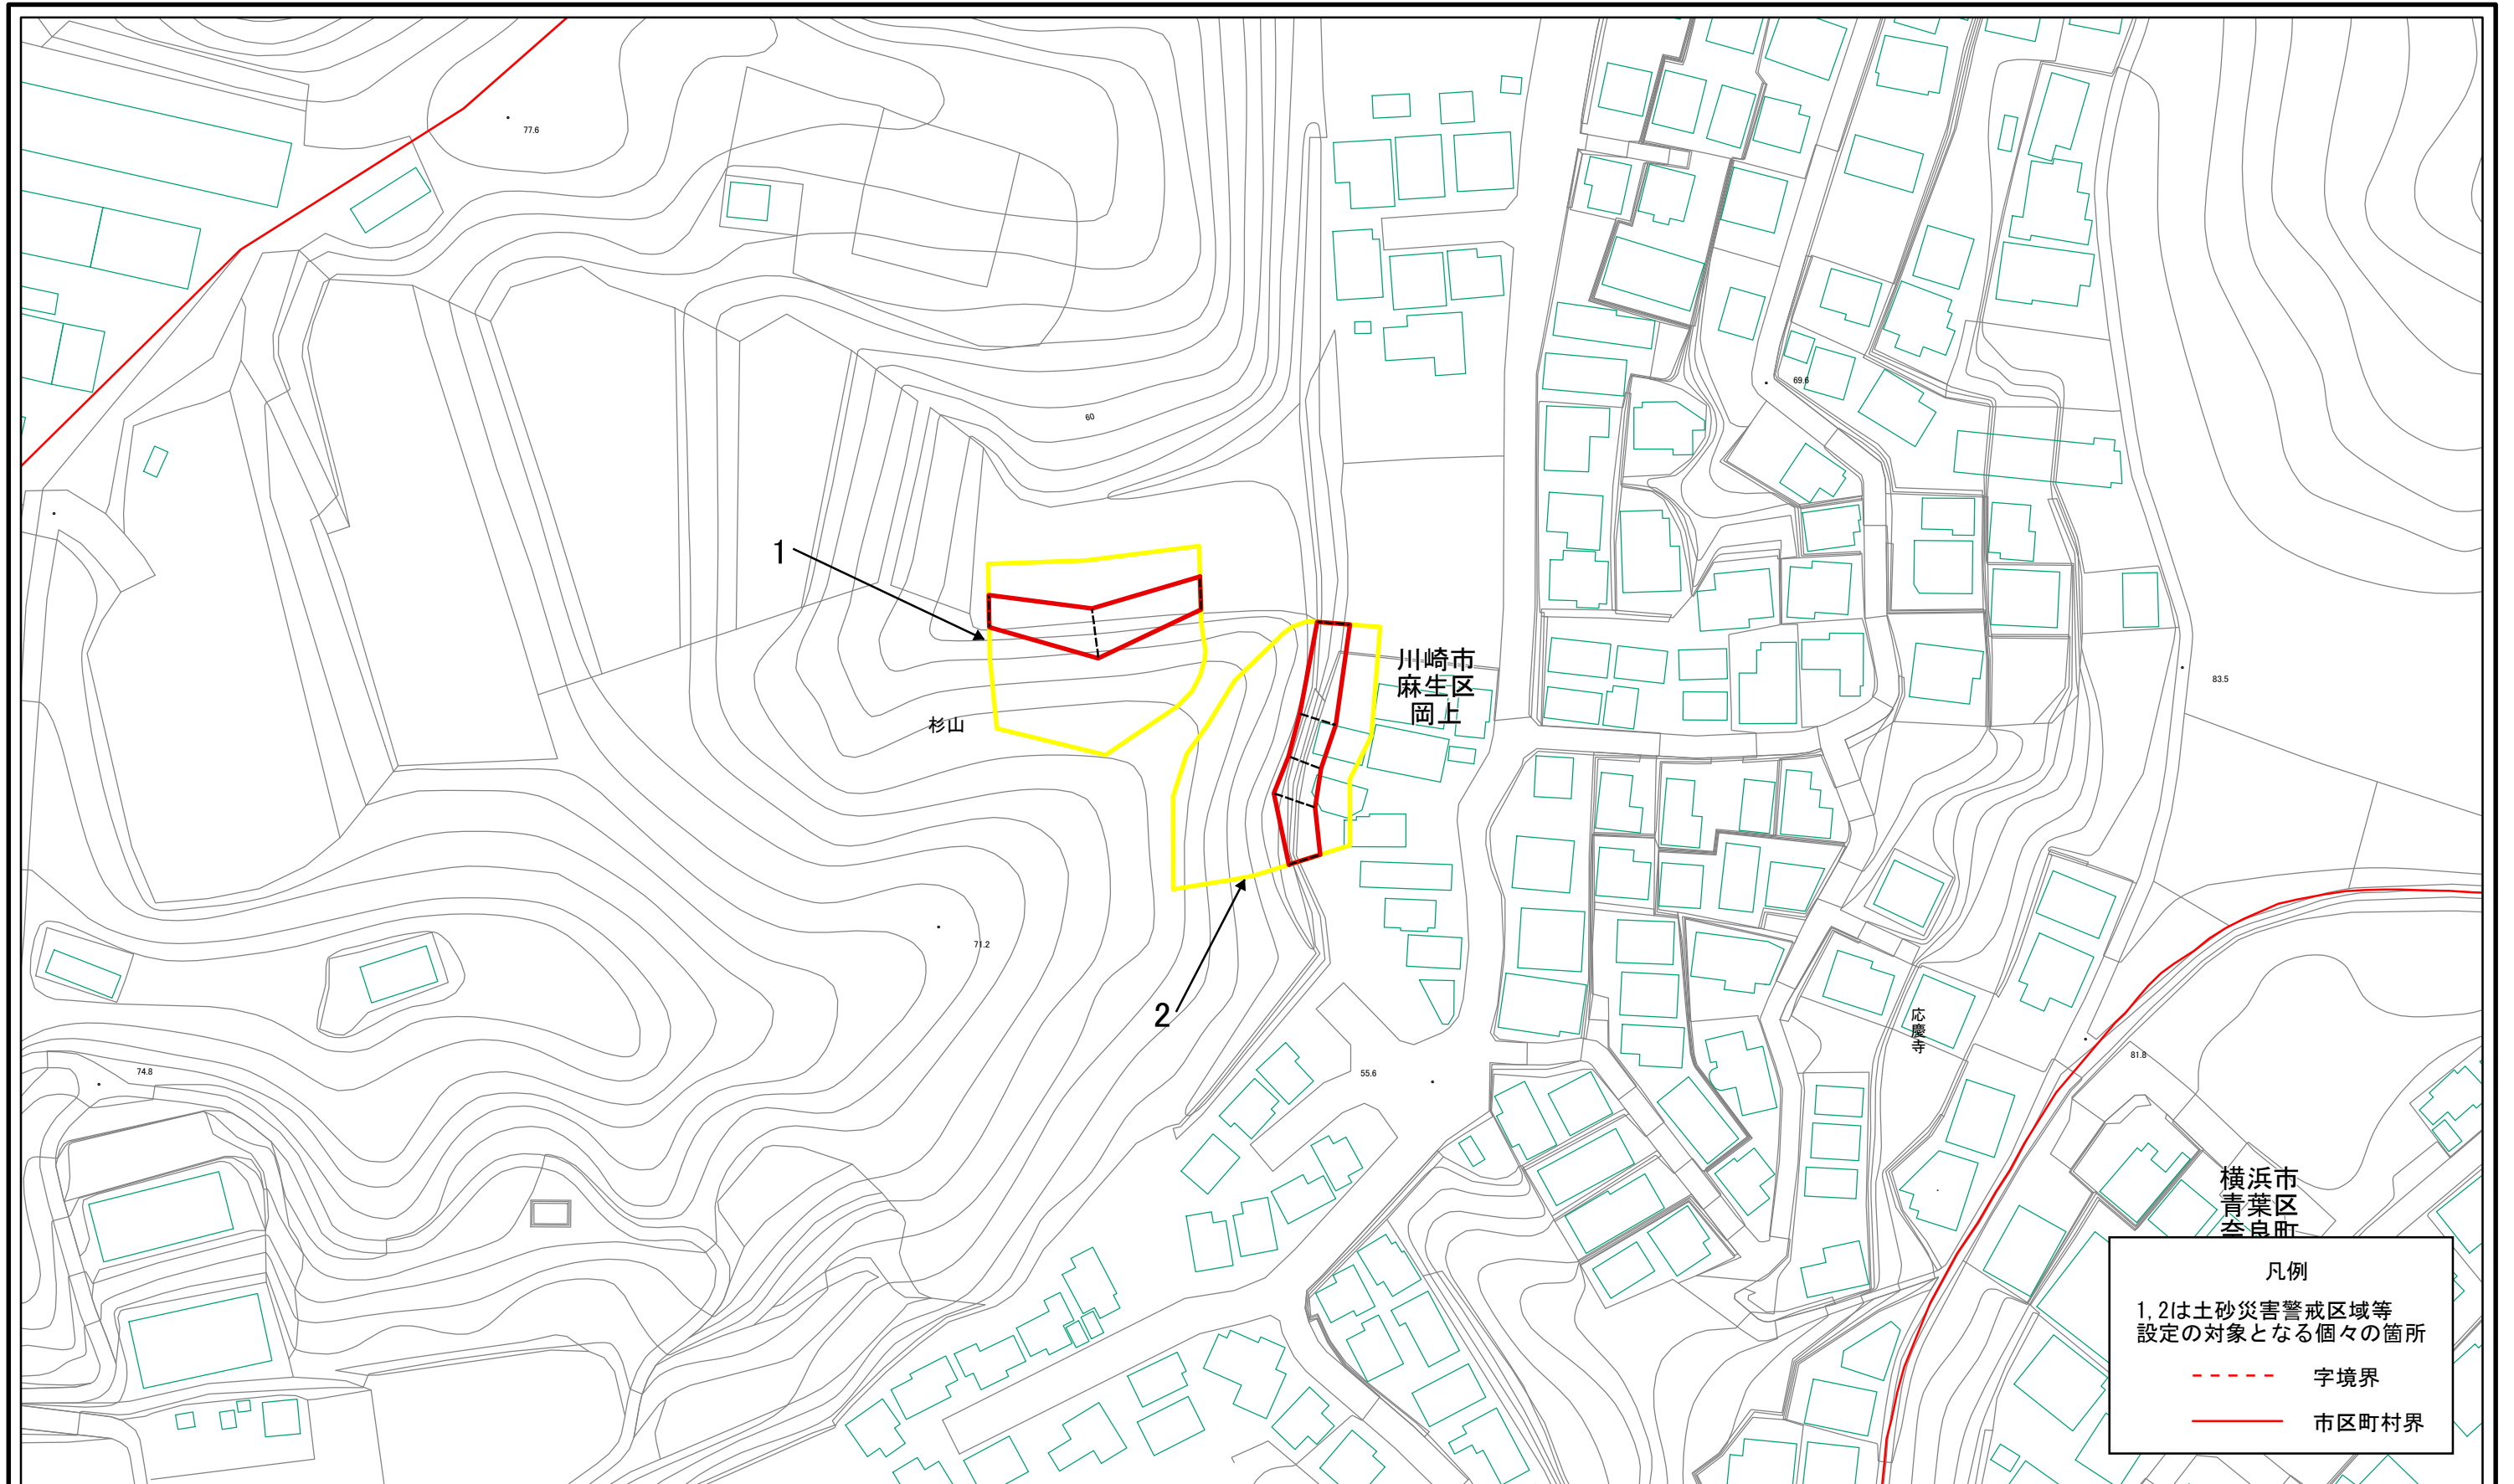 77.6
69.6
60
1
川崎市
麻生区
岡上
83.5
杉山
71.2
2
応慶寺
55.6
81.8
74.8
横浜市
青葉区
奈良町
凡例
1,2は土砂災害警戒区域等
設定の対象となる個々の箇所
字境界
市区町村界